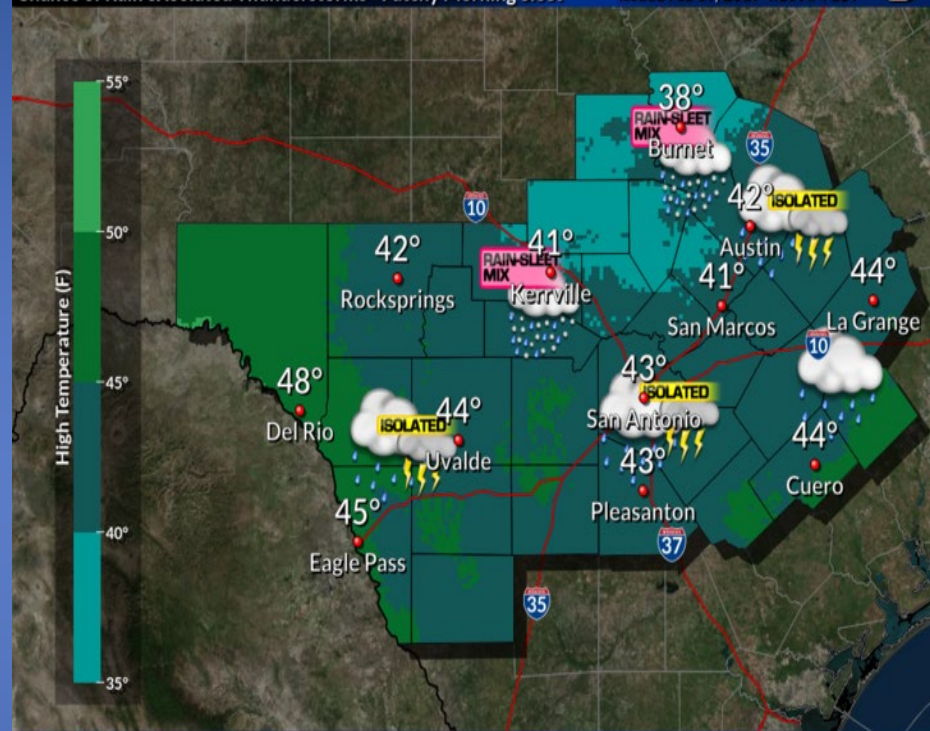 55°
50°
45°
40°
35°
High Temperature (F)
38°
RAIN-SLEET
MIX
Burnet
35
42°
ISOLATED
Austin
10
42°
Rocksprings
41°
RAIN-SLEET
MIX
Kerrville
41°
San Marcos
44°
La Grange
10
48°
Del Rio
ISOLATED
44°
Uvalde
43°
ISOLATED
San Antonio
43°
Pleasanton
44°
Cuero
45°
Eagle Pass
37
35